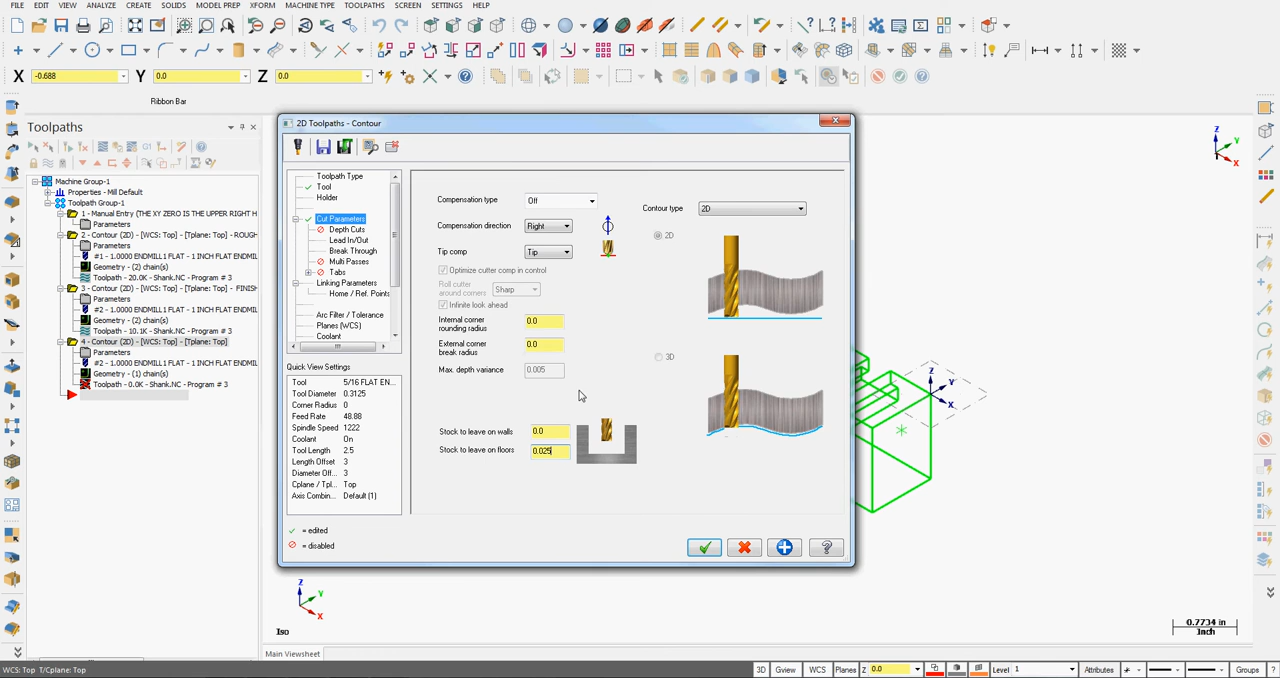 FILE EDIT VIEW ANALYZE CREATE SOLIDS MODEL PREP XFORM MACHINE TYPE TOOLPATHS SCREEN SETTINGS HELP
X -0.688 Y 0.0 Z 0.0
Ribbon Bar
Toolpaths
Machine Group-1
Properties - Mill Default
Toolpath Group-1
1 - Manual Entry (THE XY ZERO IS THE UPPER RIGHT H
Parameters
2 - Contour (2D) - [WCS: Top] - [Tplane: Top] - ROUG
Parameters
#1 - 1.0000 ENDMILL1 FLAT - 1 INCH FLAT END
Geometry - (2) chain(s)
Toolpath - 20.0K - Shank.NC - Program # 3
3 - Contour (2D) - [WCS: Top] - [Tplane: Top] - FINIS
Parameters
#2 - 1.0000 ENDMILL1 FLAT - 1 INCH FLAT END
Geometry - (2) chain(s)
Toolpath - 10.1K - Shank.NC - Program # 3
4 - Contour (2D) - [WCS: Top] - [Tplane: Top]
Parameters
#2 - 1.0000 ENDMILL1 FLAT - 1 INCH FLAT END
Geometry - (1) chain(s)
Toolpath - 0.0K - Shank.NC - Program # 3
2D Toolpaths - Contour
Toolpath Type
Tool
Holder
Cut Parameters
Depth Cuts
Lead In/Out
Break Through
Multi Passes
Tabs
Linking Parameters
Home / Ref. Points
Arc Filter / Tolerance
Planes (WCS)
Coolant
Quick View Settings
Tool 5/16 FLAT EN...
Tool Diameter 0.3125
Corner Radius 0
Feed Rate 48.88
Spindle Speed 1222
Coolant On
Tool Length 2.5
Length Offset 3
Diameter Off... 3
Cplane / Tpl... Top
Axis Combin... Default (1)
= edited
= disabled
Compensation type Off
Compensation direction Right
Tip comp Tip
Optimize cutter comp in control
Roll cutter
around corners Sharp
Infinite look ahead
Internal corner
rounding radius 0.0
External corner
break radius 0.0
Max. depth variance 0.005
Stock to leave on walls 0.0
Stock to leave on floors 0.025
Contour type 2D
2D
3D
Z
Y
X
Z
Y
X
Z
Y
X
Iso
0.7734 in
Inch
Main Viewsheet
WCS: Top T/Cplane: Top
3D Gview WCS Planes Z 0.0 Level 1 Attributes Groups ?